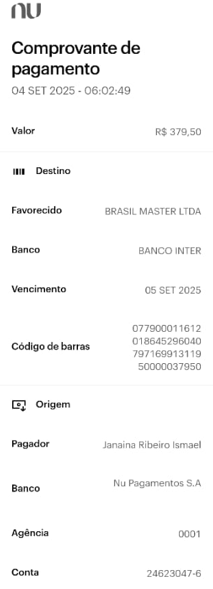 nu
Comprovante de
pagamento
04 SET 2025 - 06:02:49
Valor R$ 379,50
Destino
Favorecido BRASIL MASTER LTDA
Banco BANCO INTER
Vencimento 05 SET 2025
Código de barras 077900011612
018645296040
797169913119
50000037950
Origem
Pagador Janaina Ribeiro Ismael
Banco Nu Pagamentos S.A
Agência 0001
Conta 24623047-6